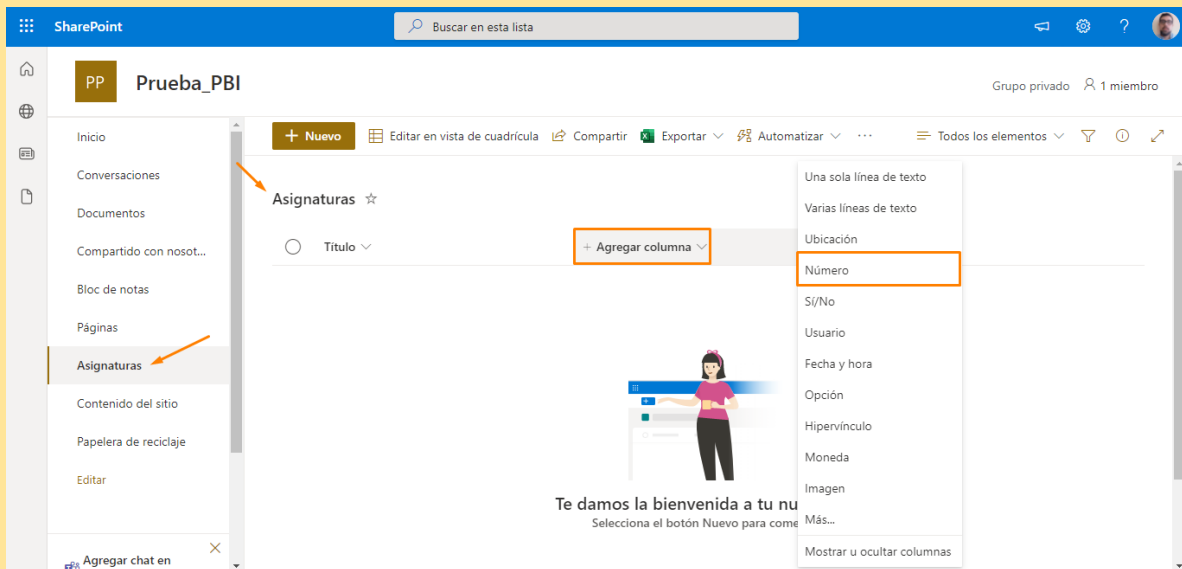 SharePoint
Buscar en esta lista
?
PP
Prueba_PBI
Grupo privado 1 miembro
Inicio
Conversaciones
Documentos
Compartido con nosot...
Bloc de notas
Páginas
Asignaturas
Contenido del sitio
Papelera de reciclaje
Editar
Agregar chat en
+ Nuevo Editar en vista de cuadrícula Compartir Exportar Automatizar ... Todos los elementos
Asignaturas
Título + Agregar columna
Una sola línea de texto
Varias líneas de texto
Ubicación
Número
Sí/No
Usuario
Fecha y hora
Opción
Hipervínculo
Moneda
Imagen
Más...
Mostrar u ocultar columnas
Te damos la bienvenida a tu nu
Selecciona el botón Nuevo para come